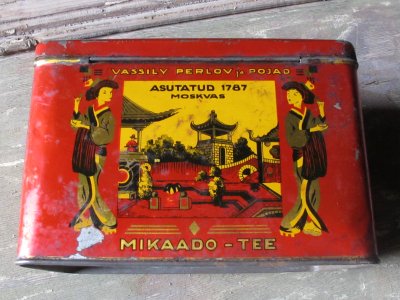 VASSILY PERLOV ja POJAD
ASUTATUD 1787
MOSKVAS
MIKAADO-TEE